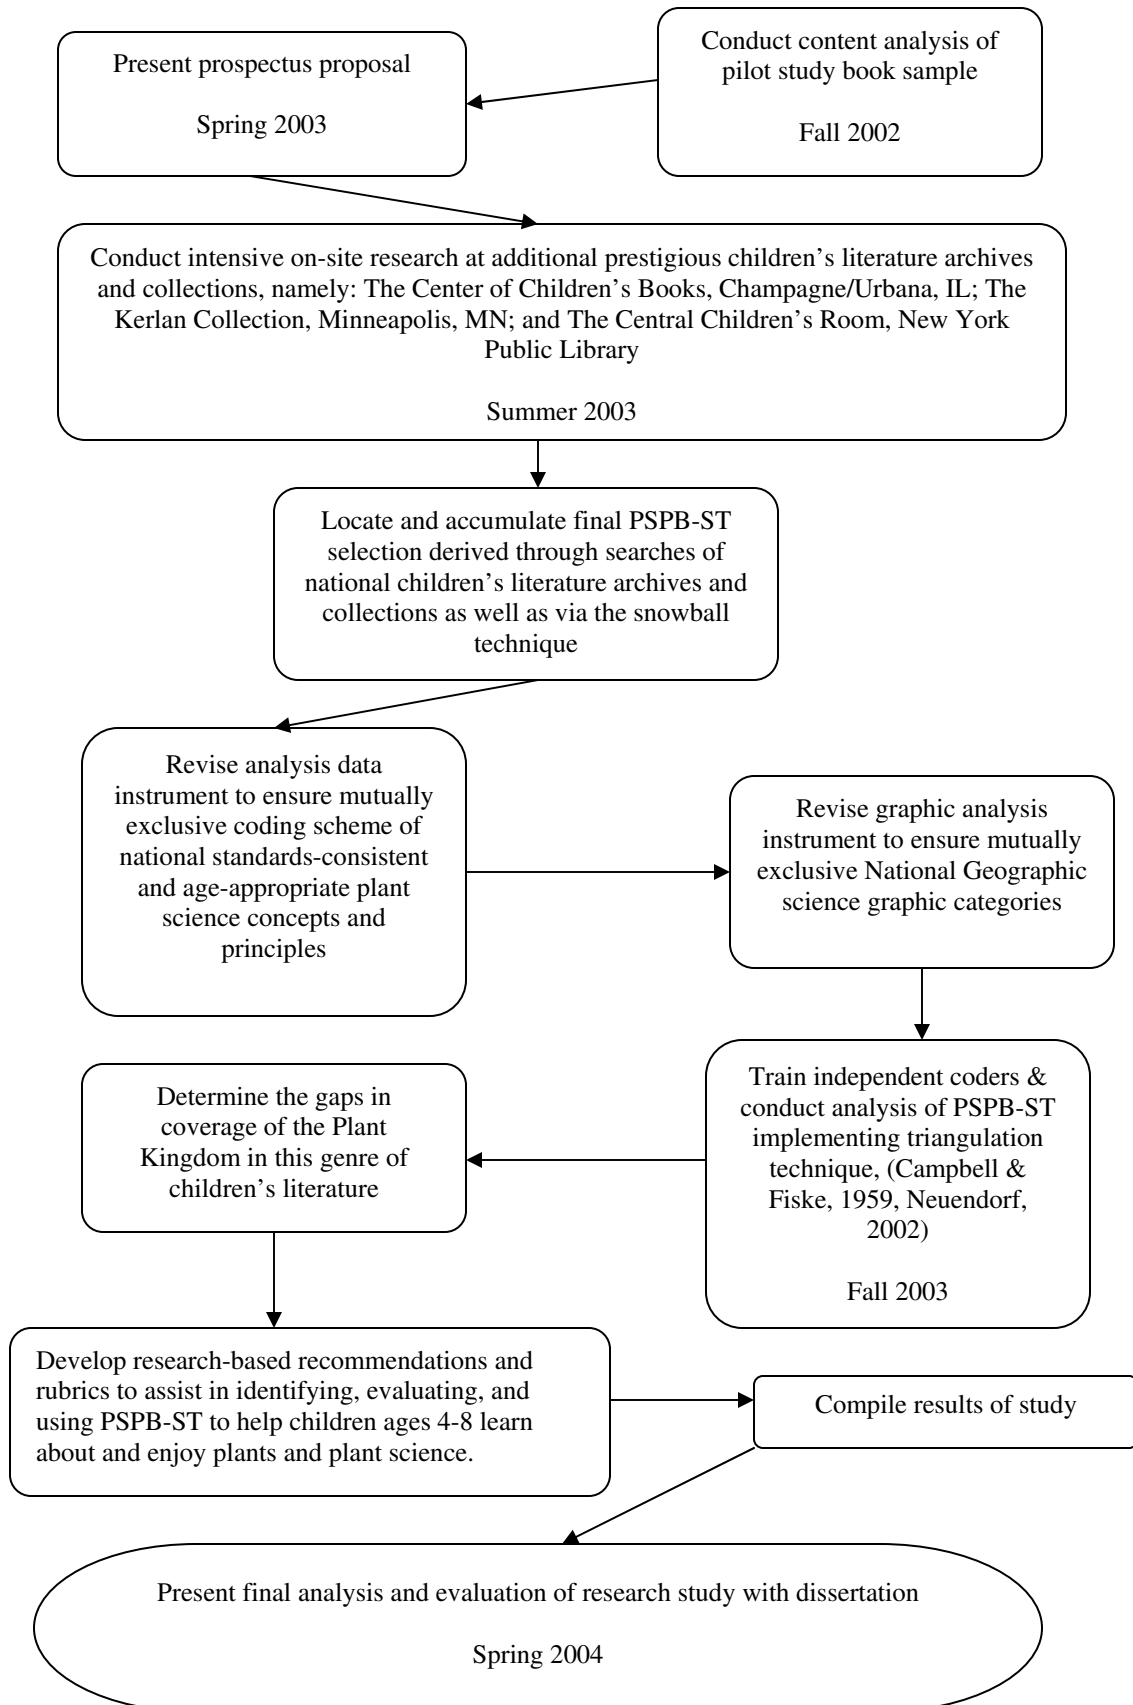 Conduct content analysis of
pilot study book sample
Fall 2002
Present prospectus proposal
Spring 2003
Conduct intensive on-site research at additional prestigious children’s literature archives
and collections, namely: The Center of Children’s Books, Champagne/Urbana, IL; The
Kerlan Collection, Minneapolis, MN; and The Central Children’s Room, New York
Public Library
Summer 2003
Locate and accumulate final PSPB-ST
selection derived through searches of
national children’s literature archives and
collections as well as via the snowball
technique
Revise analysis data
instrument to ensure mutually
exclusive coding scheme of
national standards-consistent
and age-appropriate plant
science concepts and
principles
Revise graphic analysis
instrument to ensure mutually
exclusive National Geographic
science graphic categories
Train independent coders &
conduct analysis of PSPB-ST
implementing triangulation
technique, (Campbell &
Fiske, 1959, Neuendorf,
2002)
Fall 2003
Determine the gaps in
coverage of the Plant
Kingdom in this genre of
children’s literature
Develop research-based recommendations and
rubrics to assist in identifying, evaluating, and
using PSPB-ST to help children ages 4-8 learn
about and enjoy plants and plant science.
Compile results of study
Present final analysis and evaluation of research study with dissertation
Spring 2004